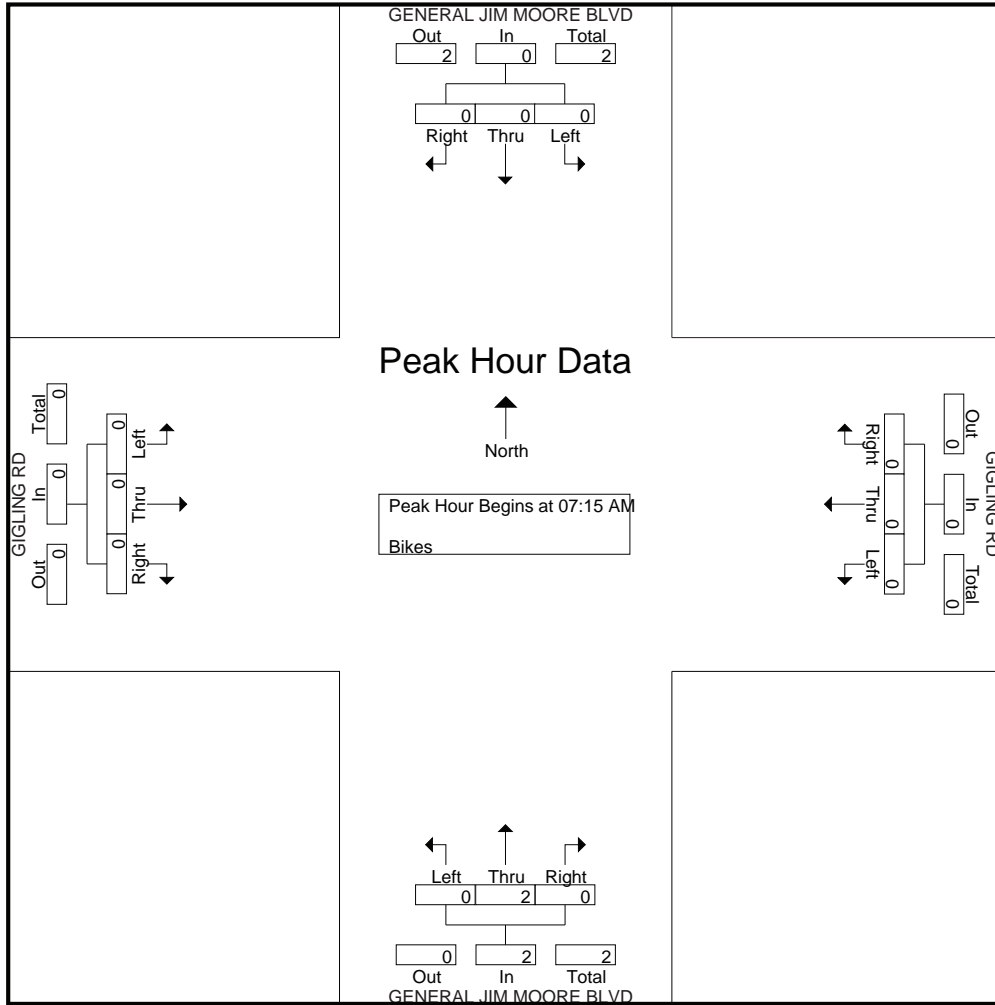 GENERAL JIM MOORE BLVD
Out In Total
2 0 2
0 0 0
Right Thru Left
Peak Hour Data
North
Peak Hour Begins at 07:15 AM
Bikes
GIGLING RD
Out In Total
0 0 0
0 0 0
Right Thru Left
GIGLING RD
Total In Out
0 0 0
0 0 0
Left Thru Right
Left Thru Right
0 2 0
0 2 2
Out In Total
GENERAL JIM MOORE BLVD